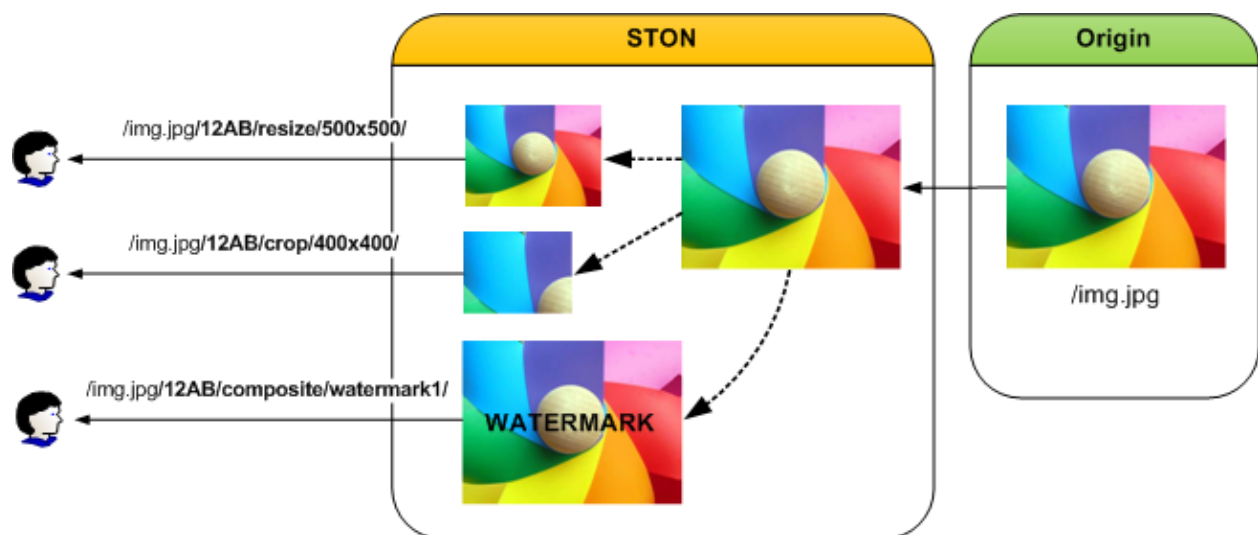 STON
Origin
/img.jpg/12AB/resize/500x500/
/img.jpg/12AB/crop/400x400/
/img.jpg
/img.jpg/12AB/composite/watermark1/
WATERMARK